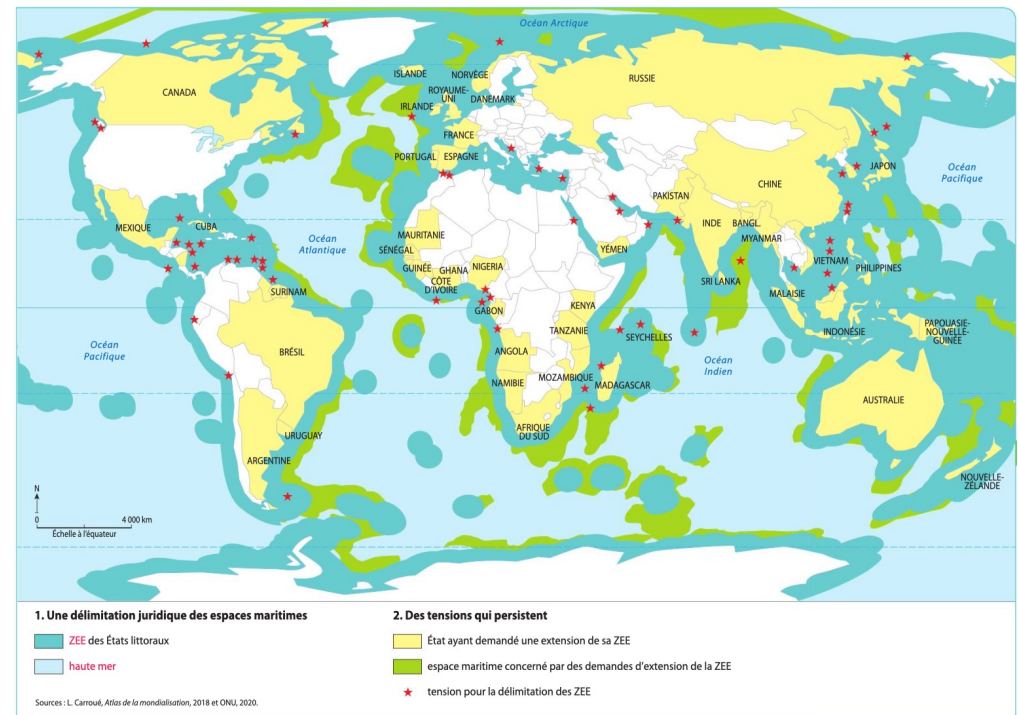 Océan Arctique
ISLANDE
NORVÈGE
RUSSIE
CANADA
ROYAUME-
UNI
DANEMARK
IRLANDE
FRANCE
PORTUGAL
ESPAGNE
JAPON
Océan
Pacifique
CHINE
PAKISTAN
MEXIQUE
CUBA
INDE
BANGL.
MYANMAR
MAURITANIE
Océan
Atlantique
SÉNÉGAL
YÉMEN
VIETNAM
PHILIPPINES
GUINÉE
GHANA
NIGERIA
CÔTE
D'IVOIRE
SRI LANKA
MALAISIE
SURINAM
GABON
KENYA
TANZANIE
SEYCHELLES
INDONÉSIE
PAPOUASIE-
NOUVELLE-
GUINÉE
Océan
Pacifique
BRÉSIL
ANGOLA
Océan
Indien
NAMIBIE
MOZAMBIQUE
MADAGASCAR
AUSTRALIE
AFRIQUE
DU SUD
URUGUAY
ARGENTINE
NOUVELLE-
ZÉLANDE
N
0
4 000 km
Échelle à l'équateur
1. Une délimitation juridique des espaces maritimes
ZEE des États littoraux
haute mer
2. Des tensions qui persistent
État ayant demandé une extension de sa ZEE
espace maritime concerné par des demandes d'extension de la ZEE
tension pour la délimitation des ZEE
Sources : L. Carroué, Atlas de la mondialisation, 2018 et ONU, 2020.